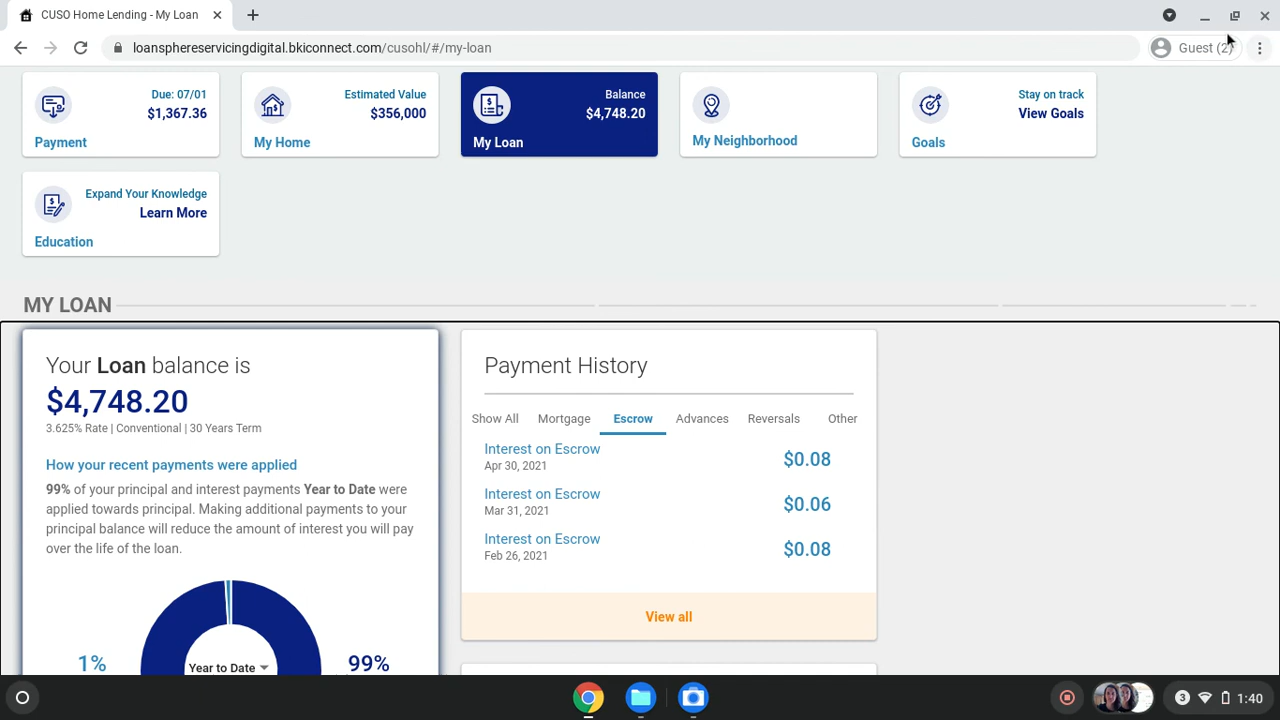 CUSO Home Lending - My Loan
loansphereservicingdigital.bkiconnect.com/cusohl/#/my-loan
Guest (2)
Due: 07/01
$1,367.36
Payment
Estimated Value
$356,000
My Home
Balance
$4,748.20
My Loan
My Neighborhood
Stay on track
View Goals
Goals
Expand Your Knowledge
Learn More
Education
MY LOAN
Your Loan balance is
$4,748.20
3.625% Rate | Conventional | 30 Years Term
How your recent payments were applied
99% of your principal and interest payments Year to Date were
applied towards principal. Making additional payments to your
principal balance will reduce the amount of interest you will pay
over the life of the loan.
1%
Year to Date
99%
Payment History
Show All Mortgage Escrow Advances Reversals Other
Interest on Escrow
Apr 30, 2021
$0.08
Interest on Escrow
Mar 31, 2021
$0.06
Interest on Escrow
Feb 26, 2021
$0.08
View all
3
1:40